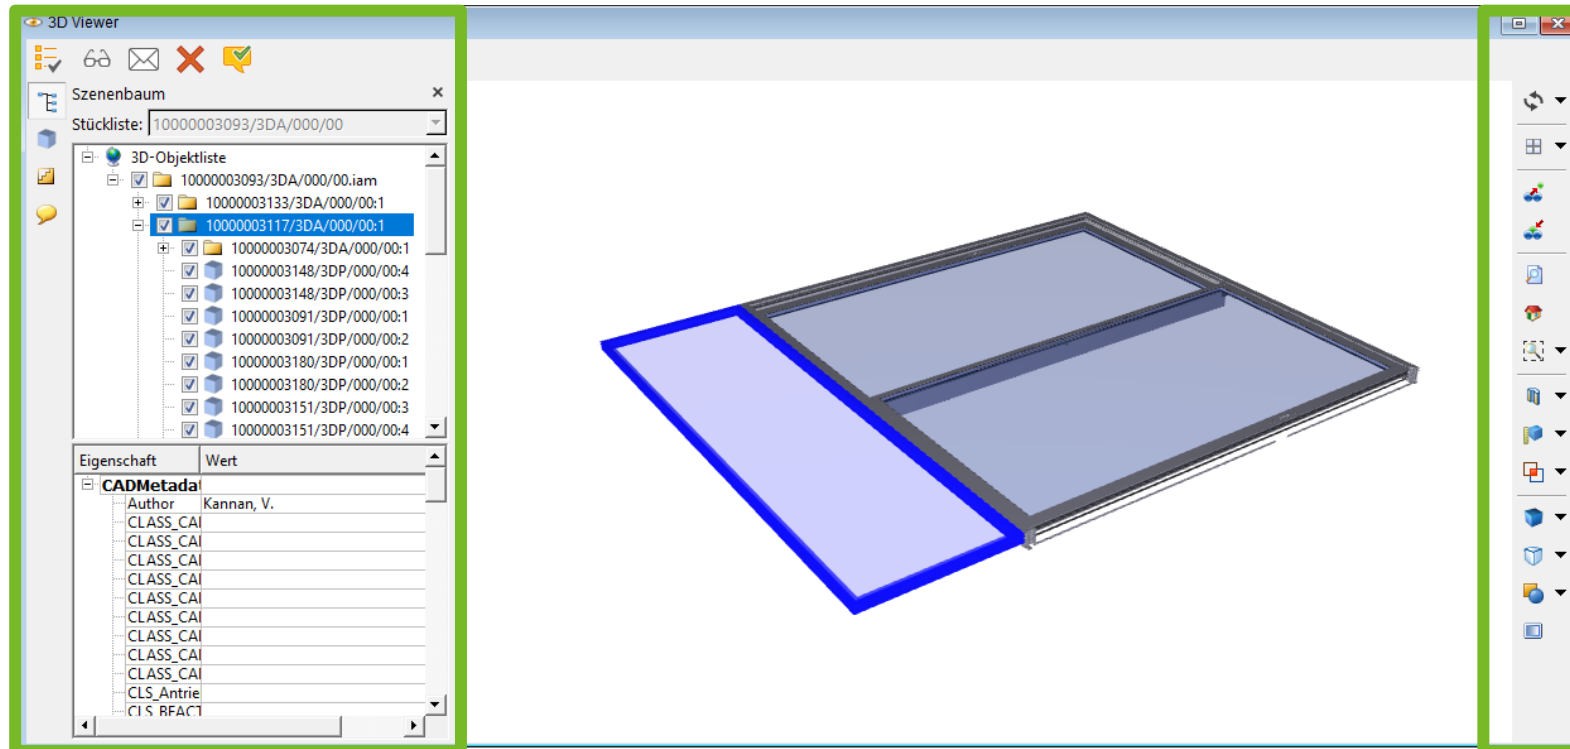 3D Viewer
Szenenbaum
Stückliste: 10000003093/3DA/000/00
3D-Objektliste
10000003093/3DA/000/00.iam
10000003133/3DA/000/00:1
10000003117/3DA/000/00:1
10000003074/3DA/000/00:1
10000003148/3DP/000/00:4
10000003148/3DP/000/00:3
10000003091/3DP/000/00:1
10000003091/3DP/000/00:2
10000003180/3DP/000/00:1
10000003180/3DP/000/00:2
10000003151/3DP/000/00:3
10000003151/3DP/000/00:4
Eigenschaft Wert
CADMetadat
Author Kannan, V.
CLASS_CAI
CLASS_CAI
CLASS_CAI
CLASS_CAI
CLASS_CAI
CLASS_CAI
CLASS_CAI
CLASS_CAI
CLASS_CAI
CLS_Antrie
CLS_BEACT